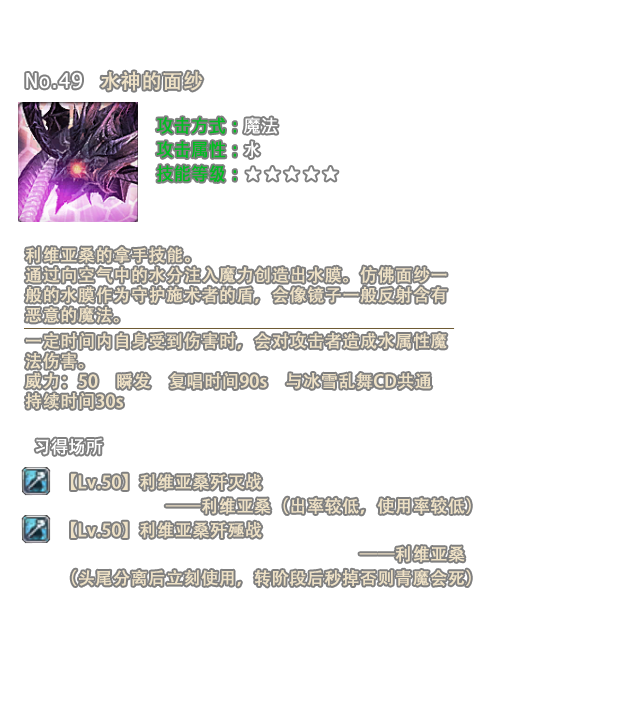 No.49 水神的面纱
攻击方式：魔法
攻击属性：水
技能等级：☆☆☆☆☆
利维亚桑的拿手技能。
通过向空气中的水分注入魔力创造出水膜。仿佛面纱一
般的水膜作为守护施术者的盾，会像镜子一般反射含有
恶意的魔法。
一定时间内自身受到伤害时，会对攻击者造成水属性魔
法伤害。
威力：50 瞬发 复唱时间90s 与冰雪乱舞CD共通
持续时间30s
习得场所
【Lv.50】利维亚桑歼灭战
——利维亚桑（出率较低，使用率较低）
【Lv.50】利维亚桑歼殛战
——利维亚桑
（头尾分离后立刻使用，转阶段后秒掉否则青魔会死）